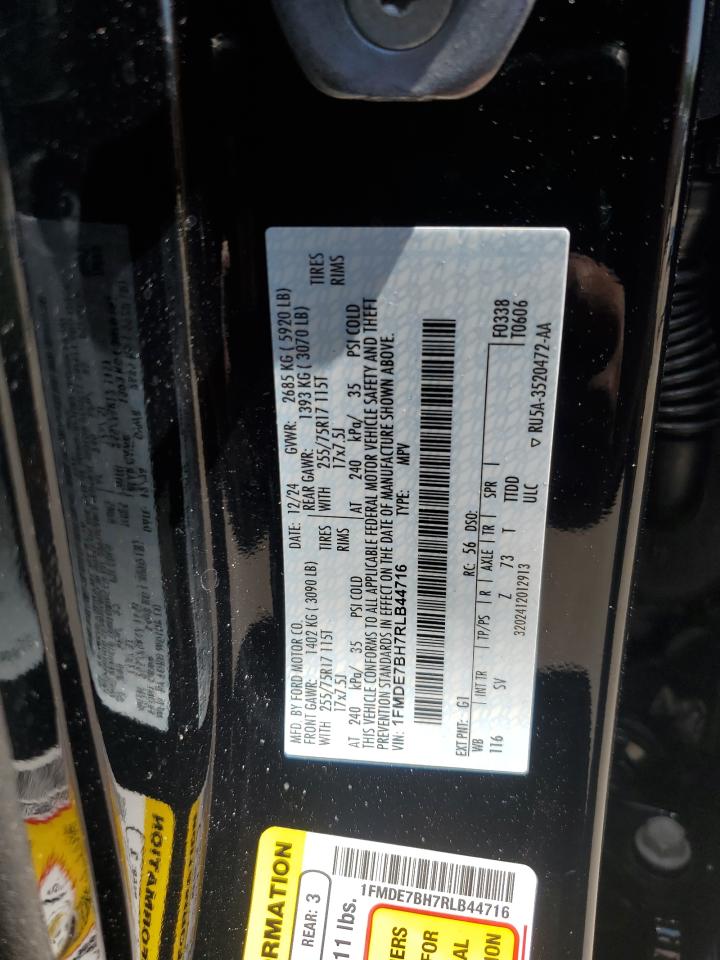 MFD. BY FORD MOTOR CO.
DATE: 12/24 GVWR: 2685 KG ( 5920 LB)
FRONT GAWR: 1402 KG ( 3090 LB) REAR GAWR: 1393 KG ( 3070 LB)
WITH 255/75R17 115T TIRES WITH 255/75R17 115T TIRES
17x7.5J RIMS 17x7.5J RIMS
AT 240 kPa/ 35 PSI COLD AT 240 kPa/ 35 PSI COLD
THIS VEHICLE CONFORMS TO ALL APPLICABLE FEDERAL MOTOR VEHICLE SAFETY AND THEFT
PREVENTION STANDARDS IN EFFECT ON THE DATE OF MANUFACTURE SHOWN ABOVE.
VIN: 1FMDE7BH7RLB44716 TYPE: MPV
EXT PNT: G1 RC: 56 DSO:
WB INT TR TP/PS R AXLE TR SPR F0338
116 SV Z 73 T TTDD T0606
3202412012913 ULC
▽ RU5A-3520472-AA
ORMATION
REAR: 3
11 lbs.
1FMDE7BH7RLB44716